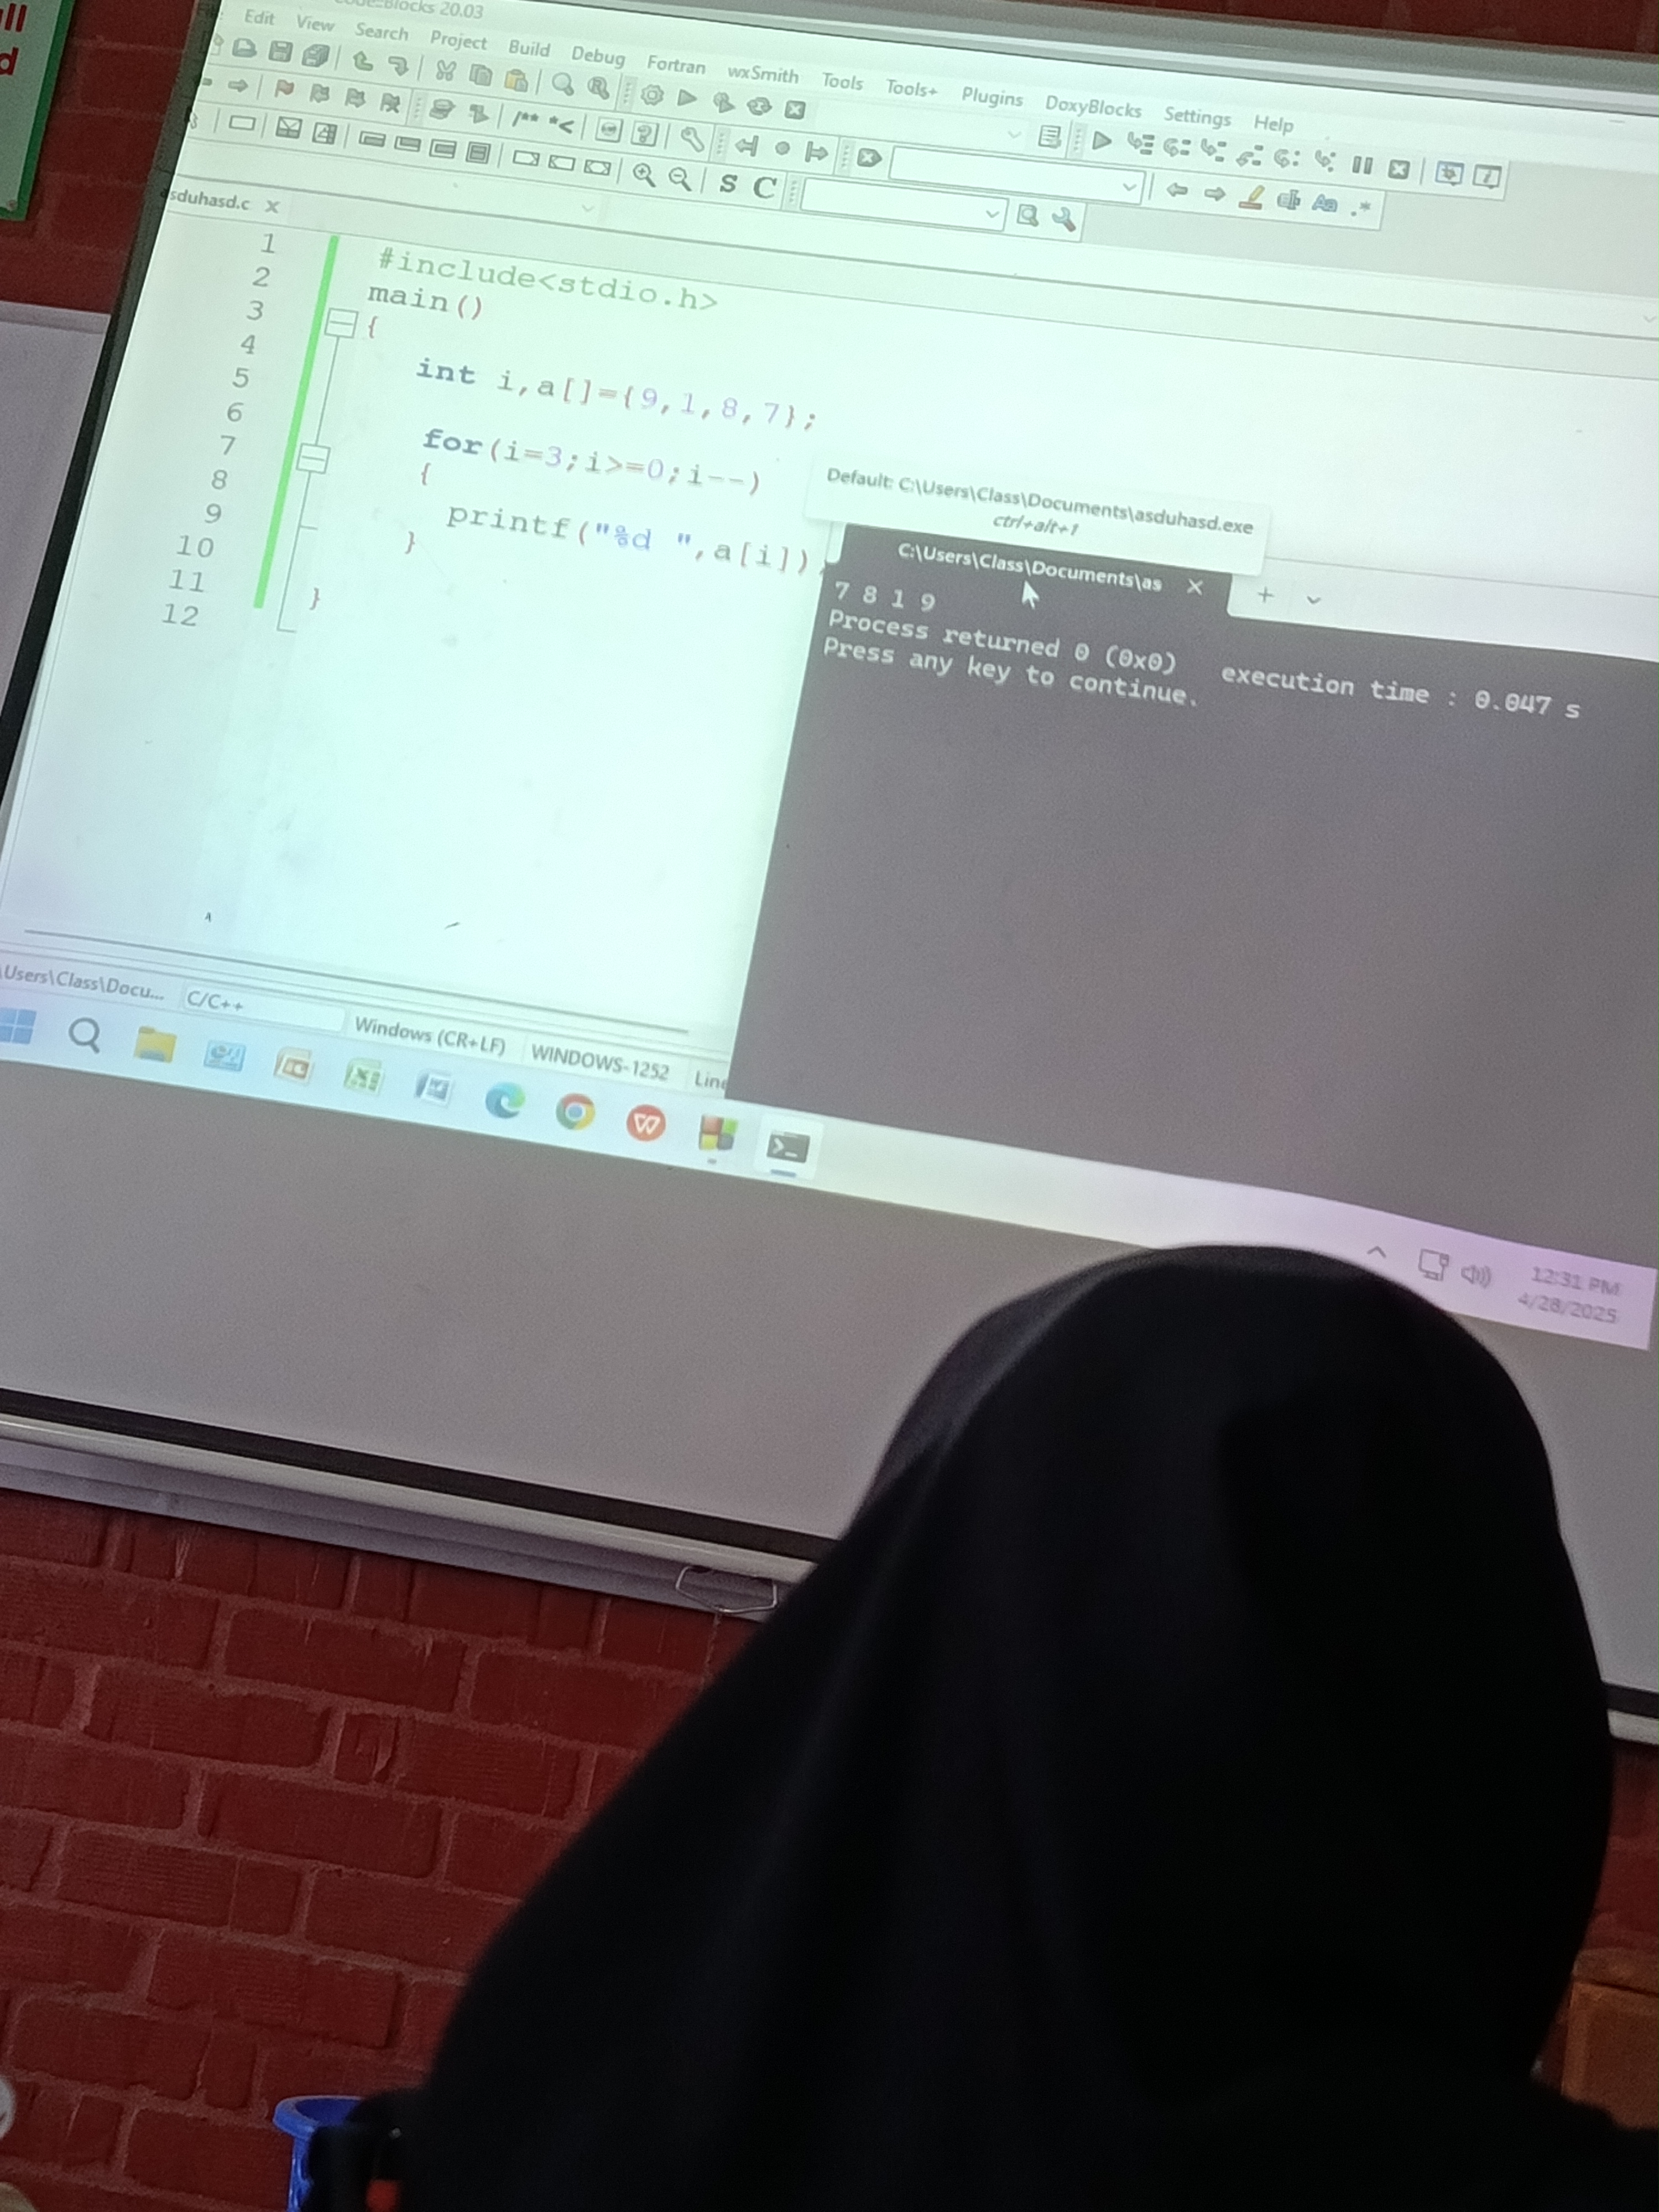 ll
d
Blocks 20.03
Edit View Search Project Build Debug Fortran wxSmith Tools Tools+ Plugins DoxyBlocks Settings Help
/** *<
S C
Aa .*
sduhasd.c
1 #include<stdio.h>
2 main()
3 {
4 int i,a[]={9,1,8,7};
5
6 for(i=3;i>=0;i--)
7 {
8 printf("%d ",a[i])
9 }
10
11 }
12
Default: C:\Users\Class\Documents\asduhasd.exe
ctrl+alt+1
C:\Users\Class\Documents\as
7 8 1 9
Process returned 0 (0x0) execution time : 0.047 s
Press any key to continue.
\Users\Class\Docu... C/C++ Windows (CR+LF) WINDOWS-1252 Line
12:31 PM
4/28/2025